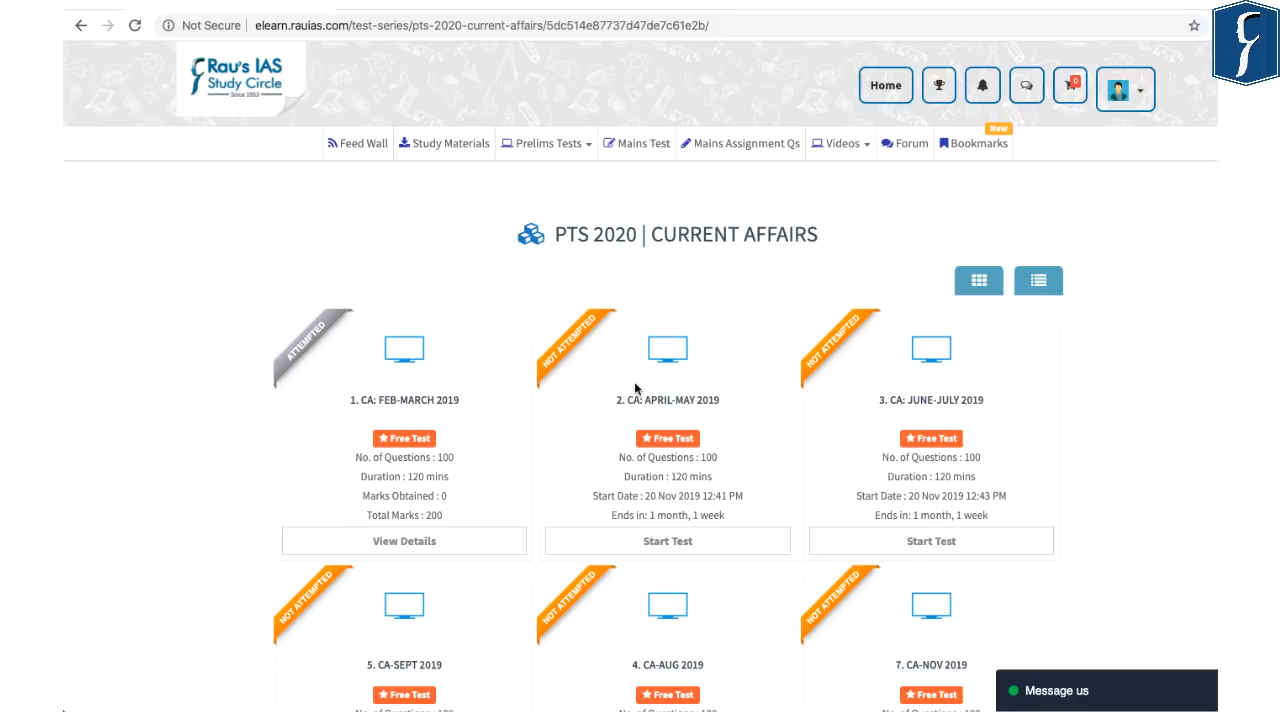 Not Secure
elearn.rauias.com/test-series/pts-2020-current-affairs/5dc514e87737d47de7c61e2b/
Rau's IAS
Study Circle
Since 1953
Home
0
New
Feed Wall
Study Materials
Prelims Tests
Mains Test
Mains Assignment Qs
Videos
Forum
Bookmarks
PTS 2020 | CURRENT AFFAIRS
ATTEMPTED
1. CA: FEB-MARCH 2019
Free Test
No. of Questions : 100
Duration : 120 mins
Marks Obtained : 0
Total Marks : 200
View Details
NOT ATTEMPTED
2. CA: APRIL-MAY 2019
Free Test
No. of Questions : 100
Duration : 120 mins
Start Date : 20 Nov 2019 12:41 PM
Ends in: 1 month, 1 week
Start Test
NOT ATTEMPTED
3. CA: JUNE-JULY 2019
Free Test
No. of Questions : 100
Duration : 120 mins
Start Date : 20 Nov 2019 12:43 PM
Ends in: 1 month, 1 week
Start Test
NOT ATTEMPTED
5. CA-SEPT 2019
Free Test
NOT ATTEMPTED
4. CA-AUG 2019
Free Test
NOT ATTEMPTED
7. CA-NOV 2019
Free Test
Message us